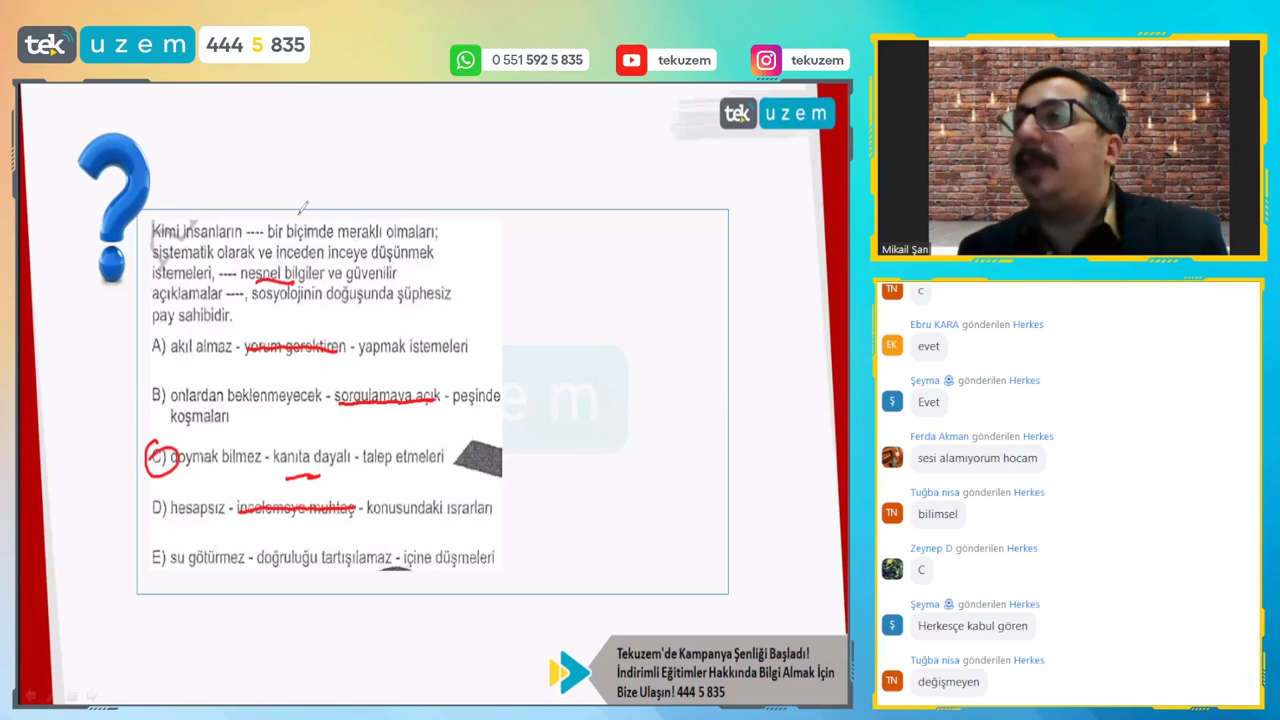 tek uzem 444 5 835
0 551 592 5 835
tekuzem
tekuzem
tek uzem
Kimi insanların ---- bir biçimde meraklı olmaları;
sistematik olarak ve inceden inceye düşünmek
istemeleri, ---- nesnel bilgiler ve güvenilir
açıklamalar ----, sosyolojinin doğuşunda şüphesiz
pay sahibidir.
A) akıl almaz - yorum gerektiren - yapmak istemeleri
B) onlardan beklenmeyecek - sorgulamaya açık - peşinde
koşmaları
C) doymak bilmez - kanıta dayalı - talep etmeleri
D) hesapsız - incelemeye muhtaç - konusundaki ısrarları
E) su götürmez - doğruluğu tartışılamaz - içine düşmeleri
e m
Tekuzem'de Kampanya Şenliği Başladı!
İndirimli Eğitimler Hakkında Bilgi Almak İçin
Bize Ulaşın! 444 5 835
Mikail Şan
TN
c
Ebru KARA gönderilen Herkes
EK
evet
Şeyma gönderilen Herkes
Ş
Evet
Ferda Akman gönderilen Herkes
sesi alamıyorum hocam
Tuğba nisa gönderilen Herkes
TN
bilimsel
Zeynep D gönderilen Herkes
C
Şeyma gönderilen Herkes
Ş
Herkesçe kabul gören
Tuğba nisa gönderilen Herkes
TN
değişmeyen